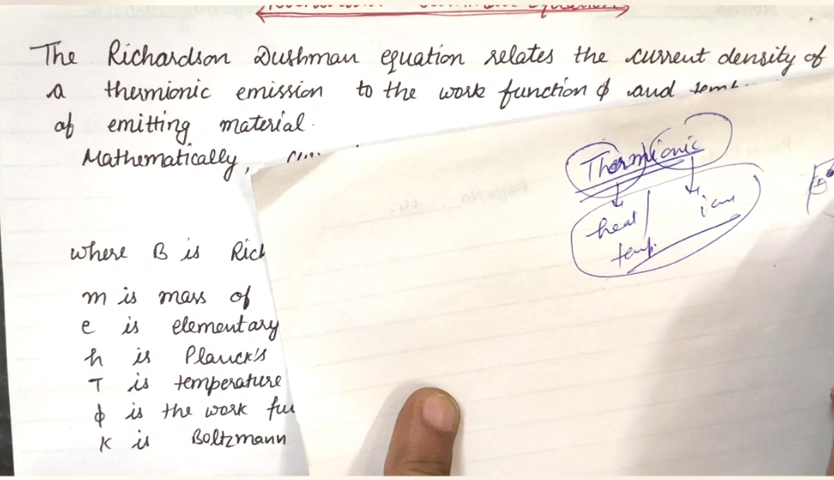 The Richardson Dushman equation relates the current density of
a thermionic emission to the work function ϕ and
of emitting material.
Mathematically,
Thermionic
heat
temp.
where B is Rich
m is mass of
e is elementary
h is Planck's
T is temperature
ϕ is the work fu
K is Boltzmann